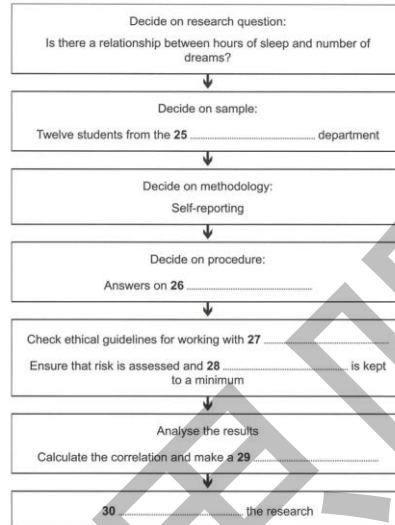 Decide on research question:
Is there a relationship between hours of sleep and number of
dreams?
Decide on sample:
Twelve students from the 25 ........................................ department
Decide on methodology:
Self-reporting
Decide on procedure:
Answers on 26 ........................................
Check ethical guidelines for working with 27 ........................................
Ensure that risk is assessed and 28 ........................................ is kept
to a minimum
Analyse the results
Calculate the correlation and make a 29 ........................................
30 ........................................ the research